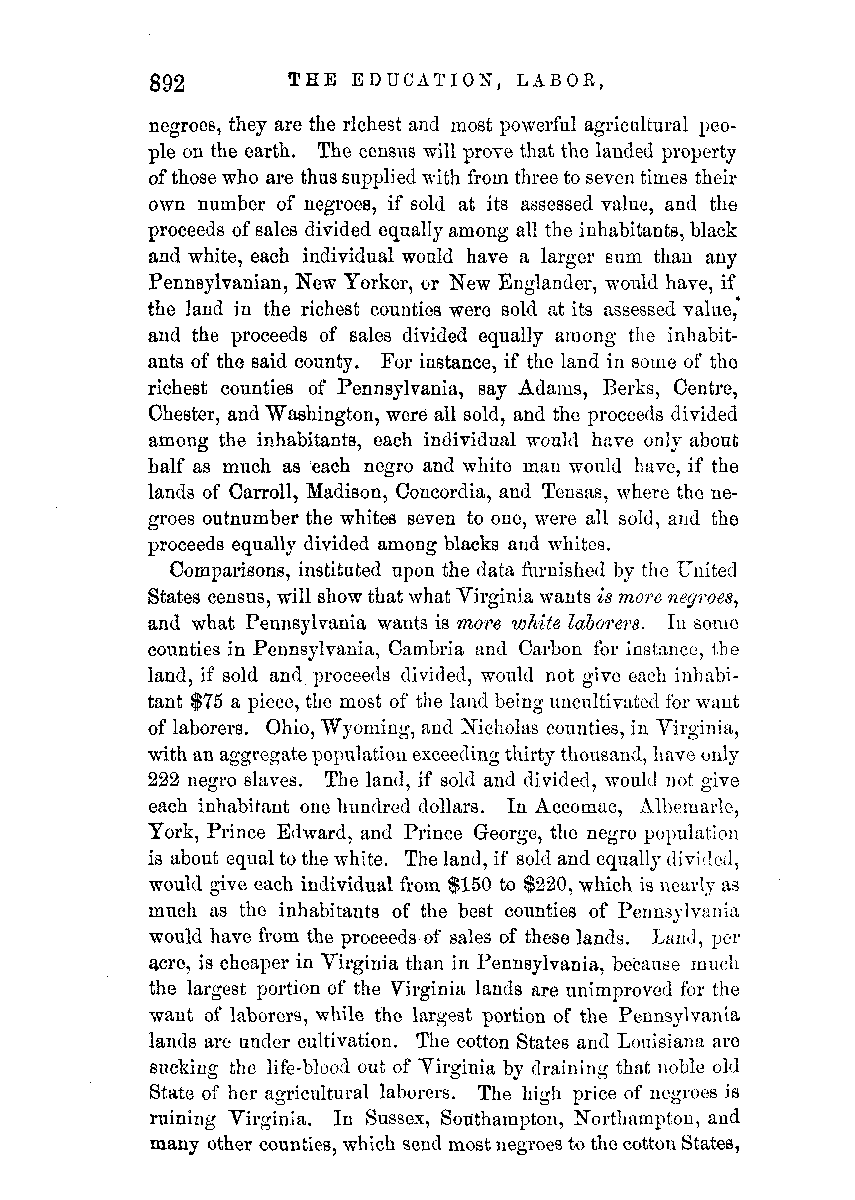 892 THE EDUCATION, LABOR,
negroes, they are the richest and most powerful agricultural peo-
ple on the earth. The census will prove that the landed property
of those who are thus supplied with from three to seven times their
own number of negroes, if sold at its assessed value, and the
proceeds of sales divided equally among all the inhabitants, black
and white, each individual would have a larger sum than any
Pennsylvanian, New Yorker, or New Englander, would have, if
the land in the richest counties were sold at its assessed value,
and the proceeds of sales divided equally among the inhabit-
ants of the said county. For instance, if the land in some of the
richest counties of Pennsylvania, say Adams, Berks, Centre,
Chester, and Washington, were all sold, and the proceeds divided
among the inhabitants, each individual would have only about
half as much as each negro and white man would have, if the
lands of Carroll, Madison, Concordia, and Tensas, where the ne-
groes outnumber the whites seven to one, were all sold, and the
proceeds equally divided among blacks and whites.
Comparisons, instituted upon the data furnished by the United
States census, will show that what Virginia wants is more negroes,
and what Pennsylvania wants is more white laborers. In some
counties in Pennsylvania, Cambria and Carbon for instance, the
land, if sold and proceeds divided, would not give each inhabi-
tant $75 a piece, the most of the land being uncultivated for want
of laborers. Ohio, Wyoming, and Nicholas counties, in Virginia,
with an aggregate population exceeding thirty thousand, have only
222 negro slaves. The land, if sold and divided, would not give
each inhabitant one hundred dollars. In Accomac, Albemarle,
York, Prince Edward, and Prince George, the negro population
is about equal to the white. The land, if sold and equally divided,
would give each individual from $150 to $220, which is nearly as
much as the inhabitants of the best counties of Pennsylvania
would have from the proceeds of sales of these lands. Land, per
acre, is cheaper in Virginia than in Pennsylvania, because much
the largest portion of the Virginia lands are unimproved for the
want of laborers, while the largest portion of the Pennsylvania
lands are under cultivation. The cotton States and Louisiana are
sucking the life-blood out of Virginia by draining that noble old
State of her agricultural laborers. The high price of negroes is
ruining Virginia. In Sussex, Southampton, Northampton, and
many other counties, which send most negroes to the cotton States,